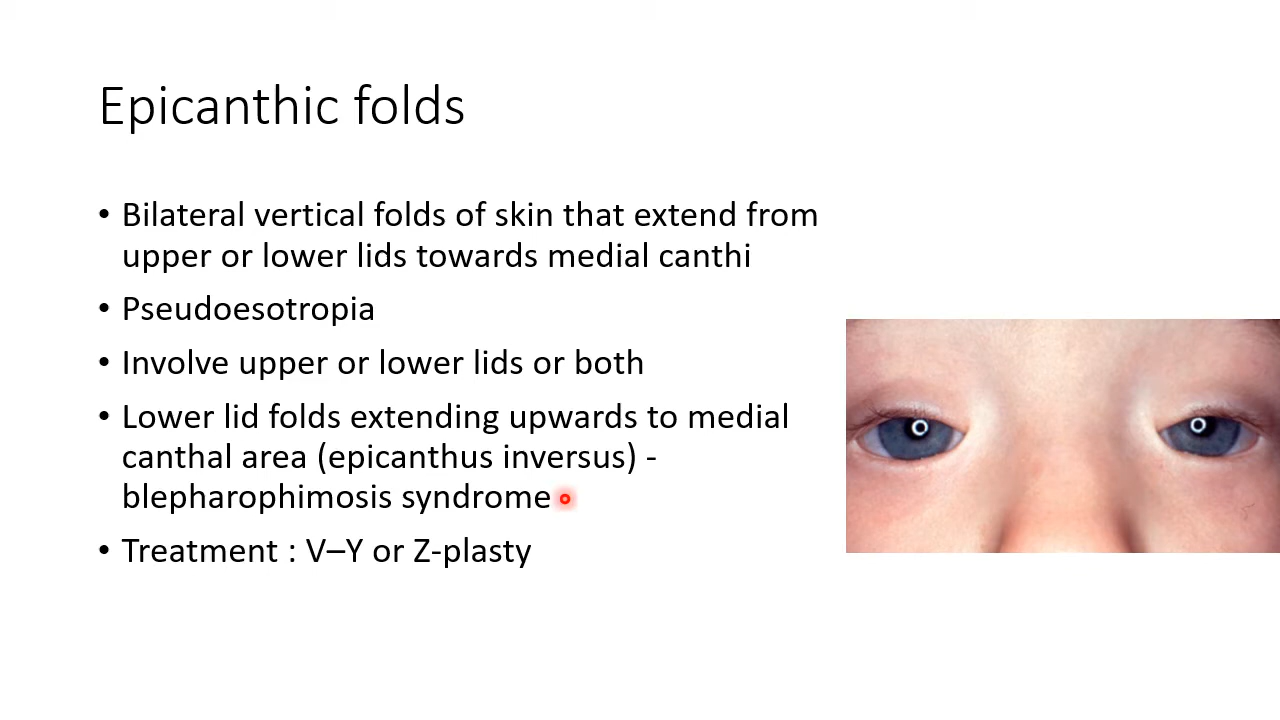 Epicanthic folds
• Bilateral vertical folds of skin that extend from
upper or lower lids towards medial canthi
• Pseudoesotropia
• Involve upper or lower lids or both
• Lower lid folds extending upwards to medial
canthal area (epicanthus inversus) -
blepharophimosis syndrome
• Treatment : V–Y or Z-plasty